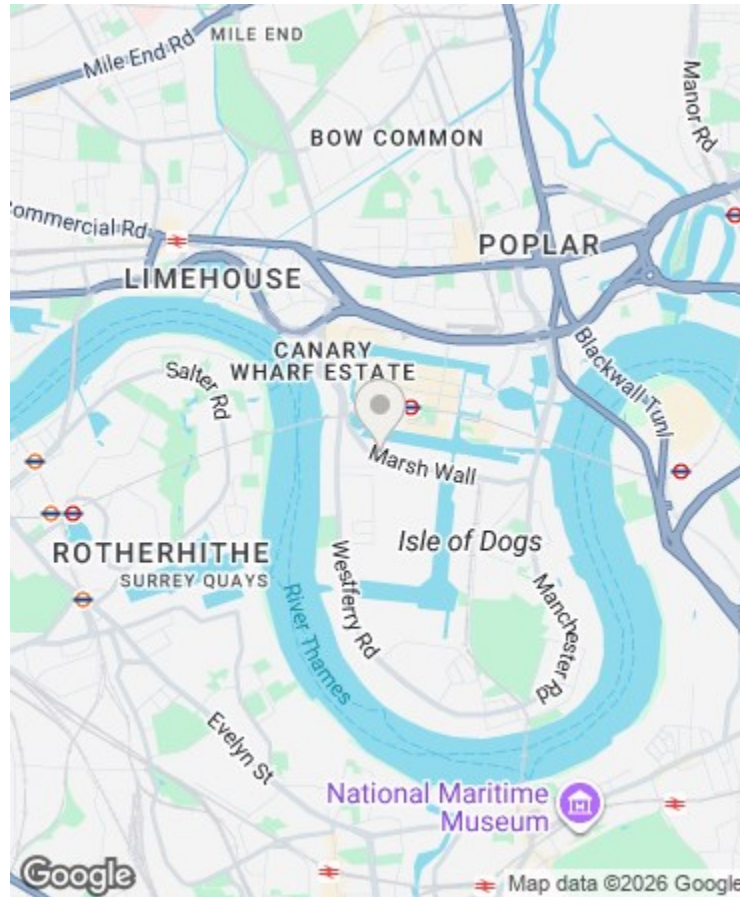 MILE END
Mile End Rd
Manor Rd
BOW COMMON
Commercial Rd
POPLAR
LIMEHOUSE
CANARY
WHARF ESTATE
Blackwall Tunl
Salter Rd
Marsh Wall
Isle of Dogs
ROTHERHITHE
SURREY QUAYS
Westferry Rd
River Thames
Manchester Rd
Evelyn St
National Maritime
Museum
Google
Map data ©2026 Google